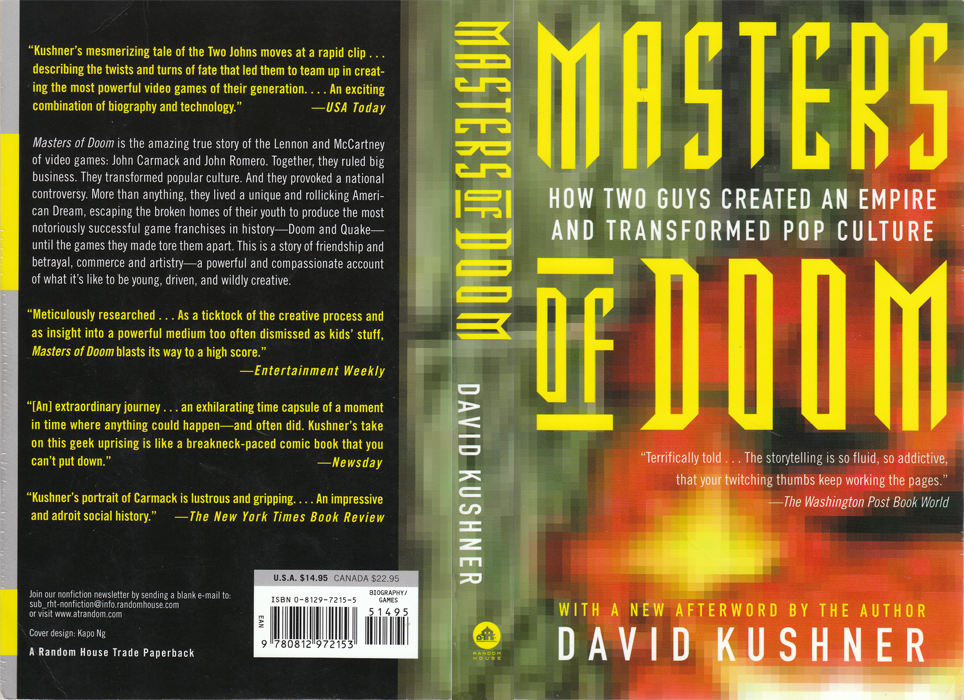 “Kushner’s mesmerizing tale of the Two Johns moves at a rapid clip . . .
describing the twists and turns of fate that led them to team up in creat-
ing the most powerful video games of their generation. . . . An exciting
combination of biography and technology.” —USA Today
Masters of Doom is the amazing true story of the Lennon and McCartney
of video games: John Carmack and John Romero. Together, they ruled big
business. They transformed popular culture. And they provoked a national
controversy. More than anything, they lived a unique and rollicking Ameri-
can Dream, escaping the broken homes of their youth to produce the most
notoriously successful game franchises in history—Doom and Quake—
until the games they made tore them apart. This is a story of friendship and
betrayal, commerce and artistry—a powerful and compassionate account
of what it’s like to be young, driven, and wildly creative.
“Meticulously researched . . . As a ticktock of the creative process and
as insight into a powerful medium too often dismissed as kids’ stuff,
Masters of Doom blasts its way to a high score.”
—Entertainment Weekly
“[An] extraordinary journey . . . an exhilarating time capsule of a moment
in time where anything could happen—and often did. Kushner’s take
on this geek uprising is like a breakneck-paced comic book that you
can’t put down.” —Newsday
“Kushner’s portrait of Carmack is lustrous and gripping. . . . An impressive
and adroit social history.” —The New York Times Book Review
Join our nonfiction newsletter by sending a blank e-mail to:
sub_rht-nonfiction@info.randomhouse.com
or visit www.atrandom.com
Cover design: Kapo Ng
A Random House Trade Paperback
U.S.A. $14.95 CANADA $22.95
ISBN 0-8129-7215-5
BIOGRAPHY/
GAMES
51495
EAN
9 780812 972153
MASTERS OF DOOM
DAVID KUSHNER
RANDOM
HOUSE
MASTERS
HOW TWO GUYS CREATED AN EMPIRE
AND TRANSFORMED POP CULTURE
OF DOOM
“Terrifically told . . . The storytelling is so fluid, so addictive,
that your twitching thumbs keep working the pages.”
—The Washington Post Book World
WITH A NEW AFTERWORD BY THE AUTHOR
DAVID KUSHNER